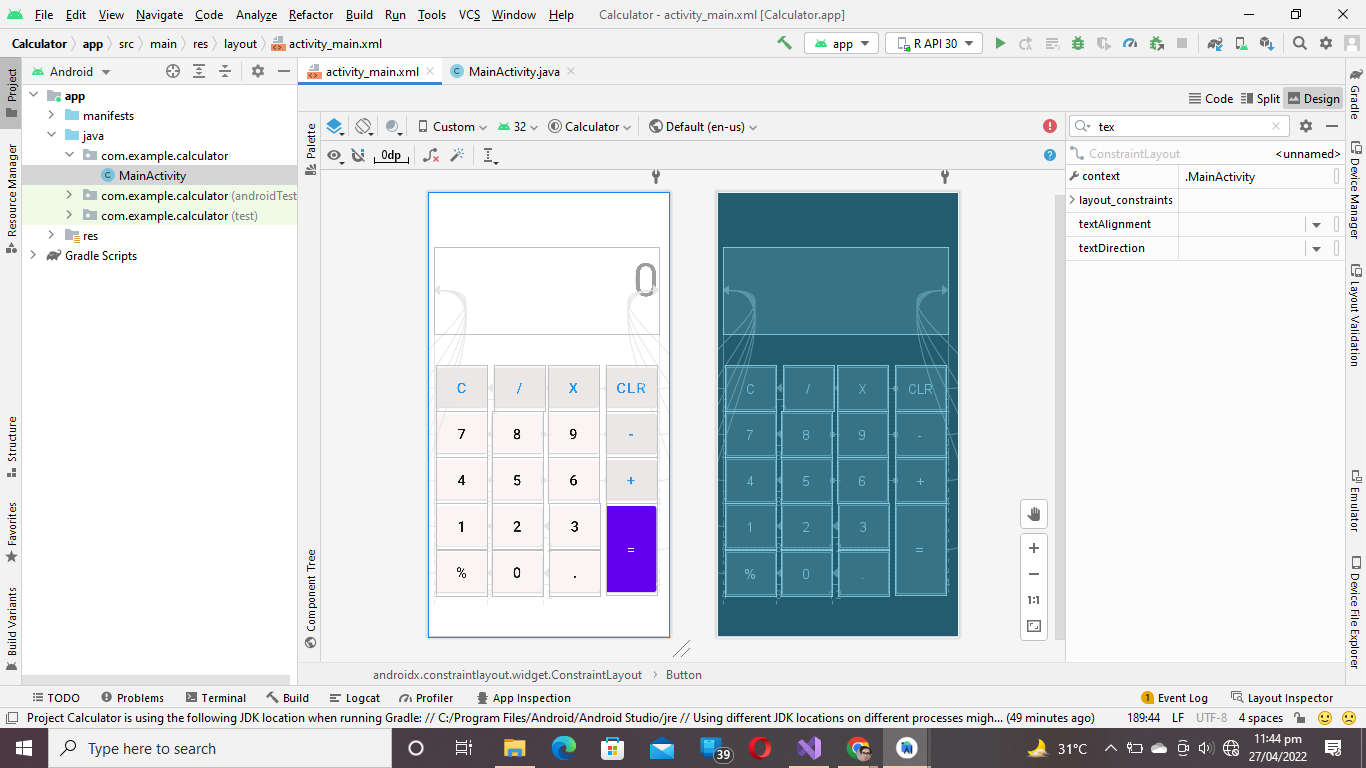 File Edit View Navigate Code Analyze Refactor Build Run Tools VCS Window Help Calculator - activity_main.xml [Calculator.app]
Calculator app src main res layout activity_main.xml app R API 30
Android activity_main.xml MainActivity.java
Code Split Design
app
manifests
java
com.example.calculator
MainActivity
com.example.calculator (androidTest
com.example.calculator (test)
res
Gradle Scripts
Project
Resource Manager
Structure
Favorites
Build Variants
Palette
Component Tree
Custom 32 Calculator Default (en-us)
0dp
0
C / X CLR
7 8 9 -
4 5 6 +
1 2 3
=
% 0 .
C / X CLR
7 8 9 -
4 5 6 +
1 2 3
=
% 0 .
1:1
tex
ConstraintLayout <unnamed>
context .MainActivity
layout_constraints
textAlignment
textDirection
Gradle
Device Manager
Layout Validation
Emulator
Device File Explorer
androidx.constraintlayout.widget.ConstraintLayout Button
TODO Problems Terminal Build Logcat Profiler App Inspection 1 Event Log Layout Inspector
Project Calculator is using the following JDK location when running Gradle: // C:/Program Files/Android/Android Studio/jre // Using different JDK locations on different processes migh... (49 minutes ago) 189:44 LF UTF-8 4 spaces
Type here to search 39 31°C 11:44 pm
27/04/2022